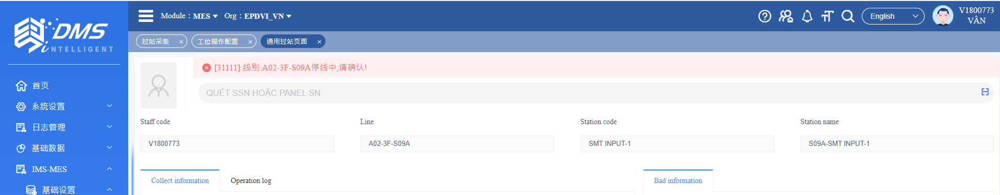 Module：MES Org：EPDVI_VN English V1800773
VÂN
DMS
iNTELLIGENT
过站采集 × 工位操作配置 × 通用过站页面 ×
[31111]:线别:A02-3F-S09A停线中,请确认!
QUÉT SSN HOẶC PANEL SN
首页
系统设置
日志管理
基础数据
IMS-MES
基础设置
Staff code Line Station code Station name
V1800773 A02-3F-S09A SMT INPUT-1 S09A-SMT INPUT-1
Collect information Operation log Bad information